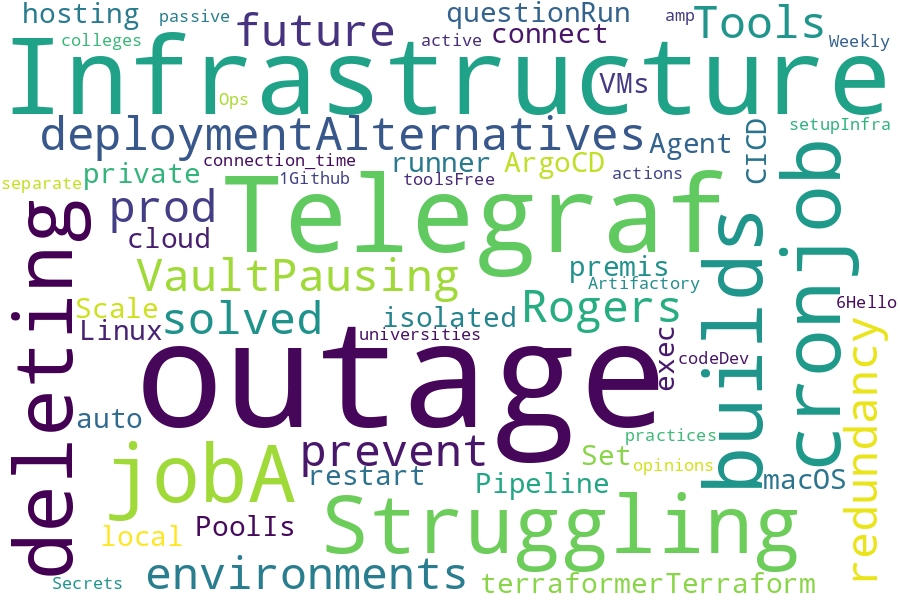 hosting passive questionRun amp Tools
colleges future active connect Weekly
Infrastructure
Ops VMs
deploymentAlternatives Agent CICD setupInfra
connection_time runner ArgoCD actions
separate private 1Github toolsFree
prod Telegraf cronjob
cloud
VaultPausing premis
Artifactory
deleting Scale solved isolated Rogers builds 6Hello
Linux universities exec codeDev
outage
auto redundancy
jobA prevent practices
restart Set opinions
Pipeline macOS
local PoolIs Struggling
Secrets environments terraformerTerraform